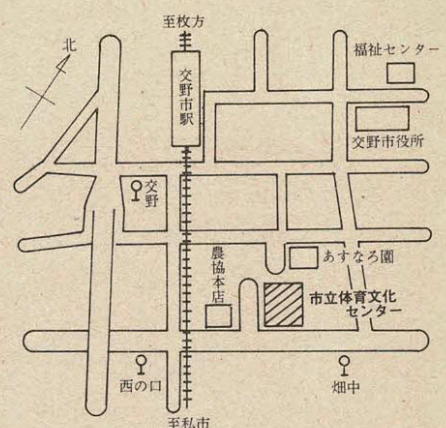 至枚方
北
福祉センター
交野市駅
交野市役所
交野
あすなろ園
農協本店
市立体育文化
センター
西の口
畑中
至私市